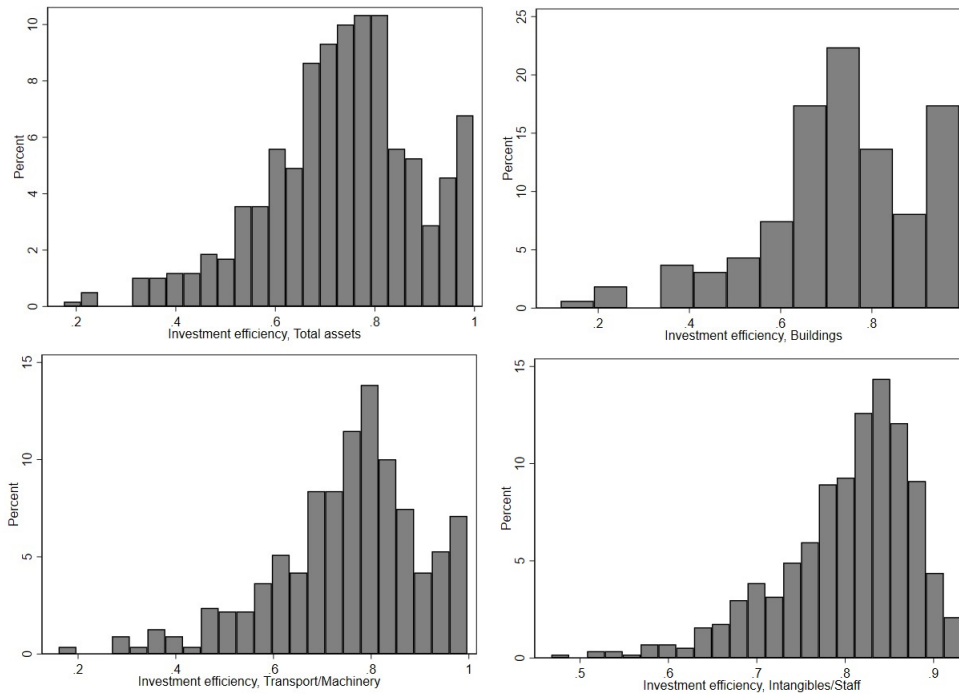 Percent
10
8
6
4
2
0
.2 .4 .6 .8 1
Investment efficiency, Total assets
Percent
25
20
15
10
5
0
.2 .4 .6 .8
Investment efficiency, Buildings
Percent
15
10
5
0
.2 .4 .6 .8 1
Investment efficiency, Transport/Machinery
Percent
15
10
5
0
.5 .6 .7 .8 .9
Investment efficiency, Intangibles/Staff